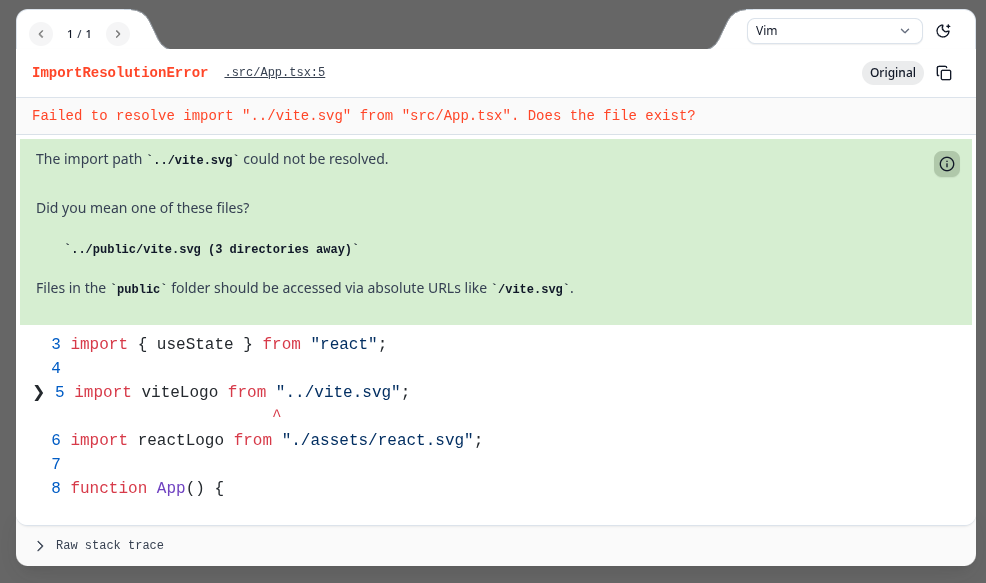 1 / 1
Vim
ImportResolutionError .src/App.tsx:5
Original
Failed to resolve import "../vite.svg" from "src/App.tsx". Does the file exist?
The import path `../vite.svg` could not be resolved.
Did you mean one of these files?
`../public/vite.svg (3 directories away)`
Files in the `public` folder should be accessed via absolute URLs like `/vite.svg`.
3 import { useState } from "react";
4
❯ 5 import viteLogo from "../vite.svg";
^
6 import reactLogo from "./assets/react.svg";
7
8 function App() {
Raw stack trace